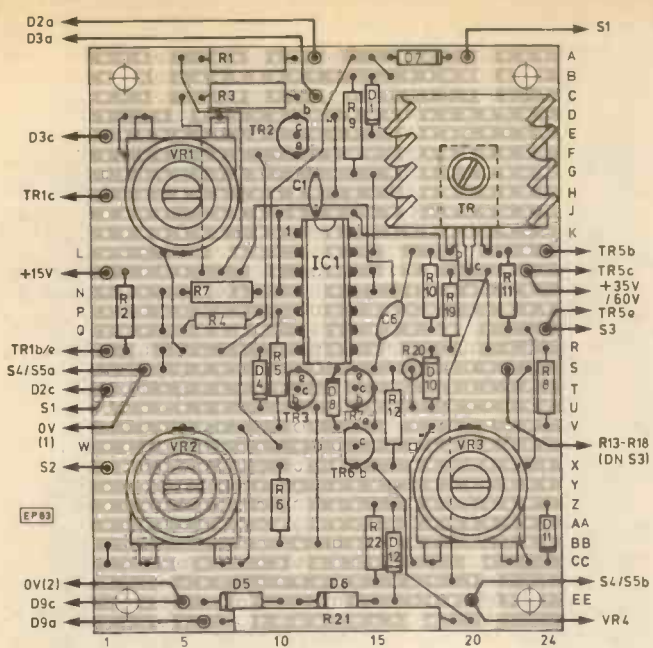 D2a
D3a
S1
A
B
C
D
E
F
G
H
J
K
L
N
P
Q
R
S
T
U
V
W
X
Y
Z
AA
BB
CC
EE
R1
R3
D7
R9
D1
TR2
b
c
e
D3c
VR1
TR1c
C1
TR
1
IC1
b
c
e
TR5b
TR5c
+35V
/60V
TR5e
S3
+15V
R2
R7
R4
C6
R10
R19
R11
TR1b/e
S4/S5a
D2c
S1
0V
(1)
S2
D4
R5
e
c
b
TR3
D8
TR7
R20
D10
R12
R8
R13-R18
(DN S3)
VR2
c
TR6 b
VR3
R6
R22
D12
D11
EP83
0V(2)
D9c
D9a
D5
D6
R21
S4/S5b
VR4
1
5
10
15
20
24